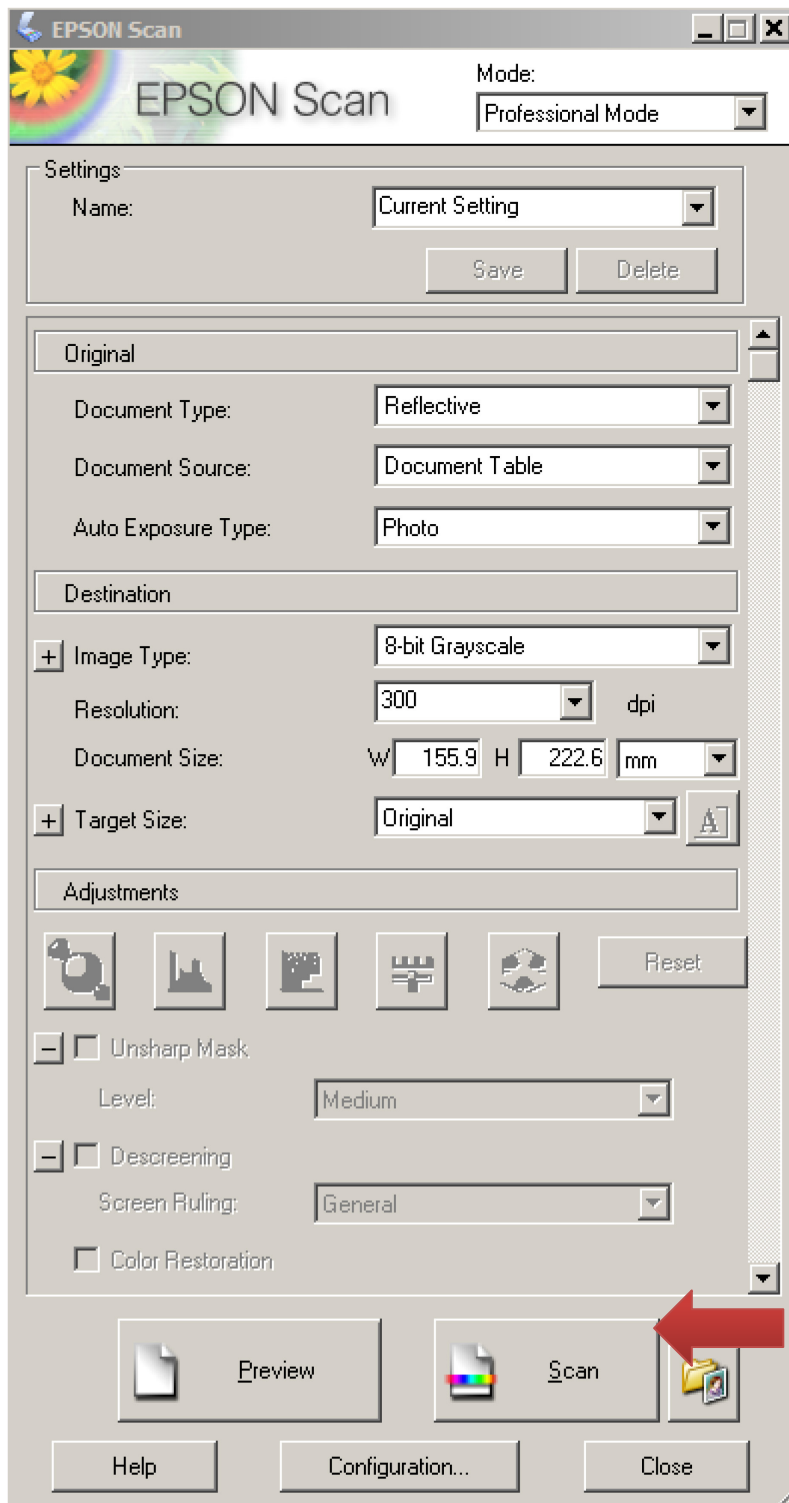 EPSON Scan
EPSON Scan
Mode:
Professional Mode
Settings
Name: Current Setting
Save Delete
Original
Document Type: Reflective
Document Source: Document Table
Auto Exposure Type: Photo
Destination
+ Image Type: 8-bit Grayscale
Resolution: 300 dpi
Document Size: W 155.9 H 222.6 mm
+ Target Size: Original A
Adjustments
Reset
Unsharp Mask
Level: Medium
Descreening
Screen Ruling: General
Color Restoration
Preview Scan
Help Configuration... Close